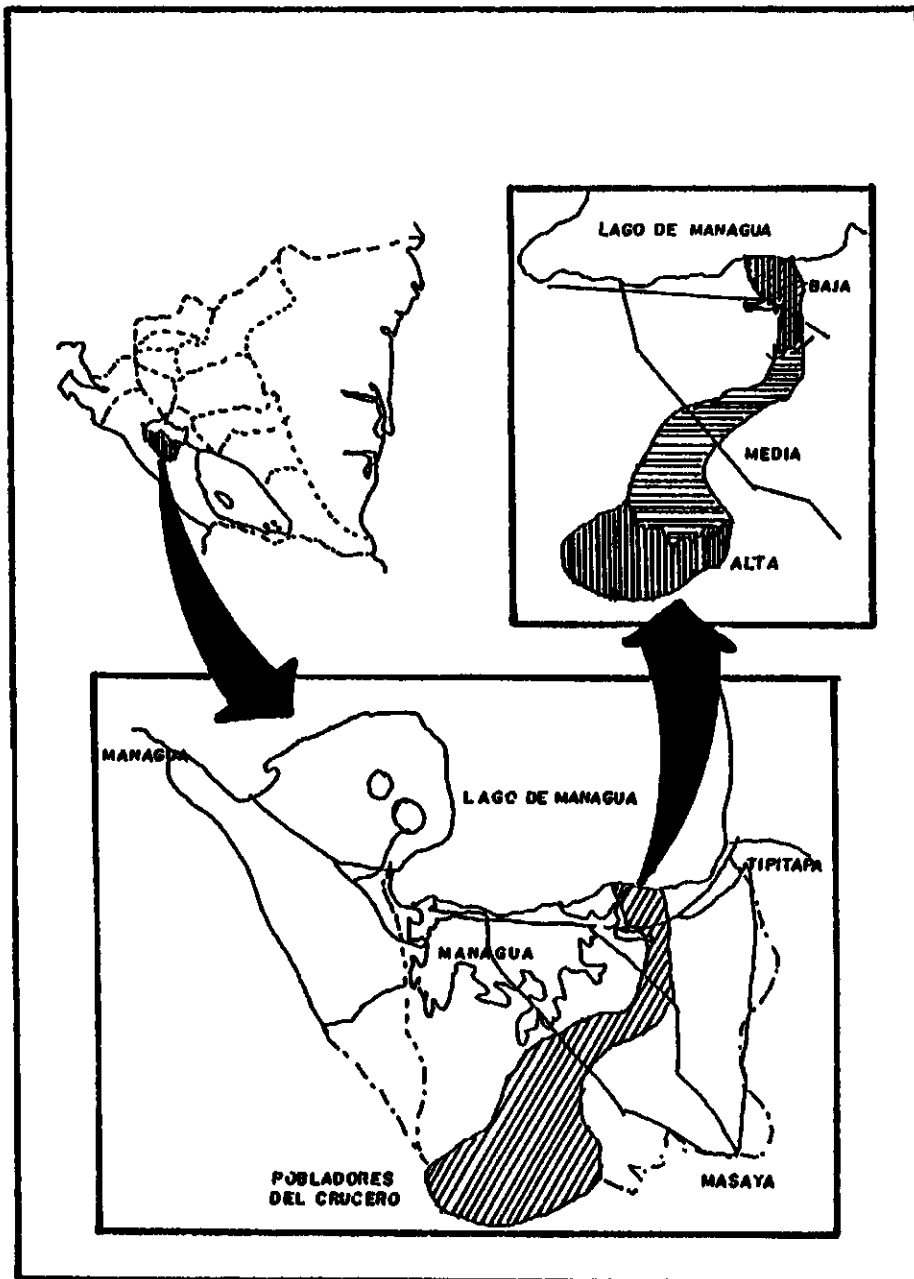 LAGO DE MANAGUA
BAJA
MEDIA
ALTA
MANAGUA
LAGO DE MANAGUA
TIPITAPA
MANAGUA
POBLADORES
DEL CRUCERO
MASAYA